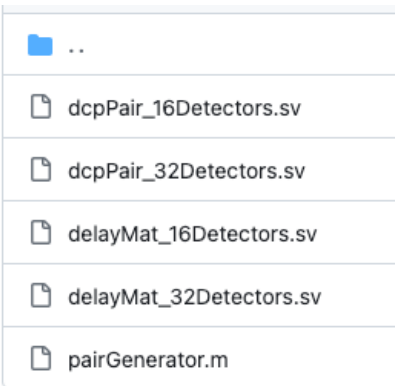 ..
dcpPair_16Detectors.sv
dcpPair_32Detectors.sv
delayMat_16Detectors.sv
delayMat_32Detectors.sv
pairGenerator.m